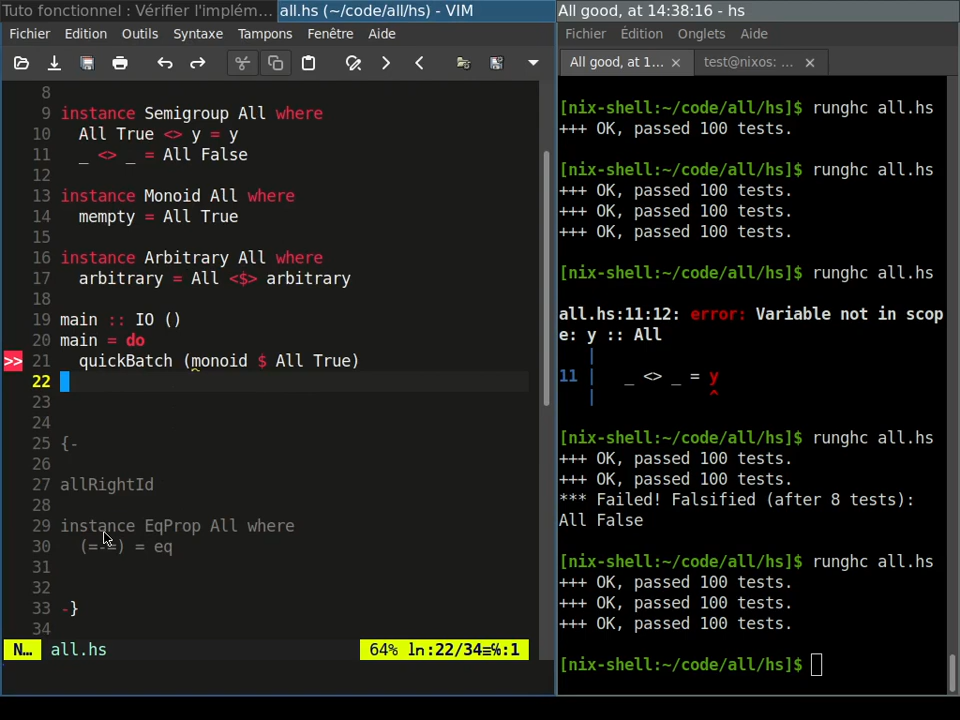 Tuto fonctionnel : Vérifier l'implém... all.hs (~/code/all/hs) - VIM
Fichier Edition Outils Syntaxe Tampons Fenêtre Aide
8
9 instance Semigroup All where
10 All True <> y = y
11 _ <> _ = All False
12
13 instance Monoid All where
14 mempty = All True
15
16 instance Arbitrary All where
17 arbitrary = All <$> arbitrary
18
19 main :: IO ()
20 main = do
>> 21 quickBatch (monoid $ All True)
22
23
24
25 {-
26
27 allRightId
28
29 instance EqProp All where
30 (=-=) = eq
31
32
33 -}
34
N... all.hs 64% ln:22/34≡℅:1
All good, at 14:38:16 - hs
Fichier Édition Onglets Aide
All good, at 1... × test@nixos: ... ×
[nix-shell:~/code/all/hs]$ runghc all.hs
+++ OK, passed 100 tests.
[nix-shell:~/code/all/hs]$ runghc all.hs
+++ OK, passed 100 tests.
+++ OK, passed 100 tests.
+++ OK, passed 100 tests.
[nix-shell:~/code/all/hs]$ runghc all.hs
all.hs:11:12: error: Variable not in scop
e: y :: All
|
11 | _ <> _ = y
| ^
[nix-shell:~/code/all/hs]$ runghc all.hs
+++ OK, passed 100 tests.
+++ OK, passed 100 tests.
*** Failed! Falsified (after 8 tests):
All False
[nix-shell:~/code/all/hs]$ runghc all.hs
+++ OK, passed 100 tests.
+++ OK, passed 100 tests.
+++ OK, passed 100 tests.
[nix-shell:~/code/all/hs]$